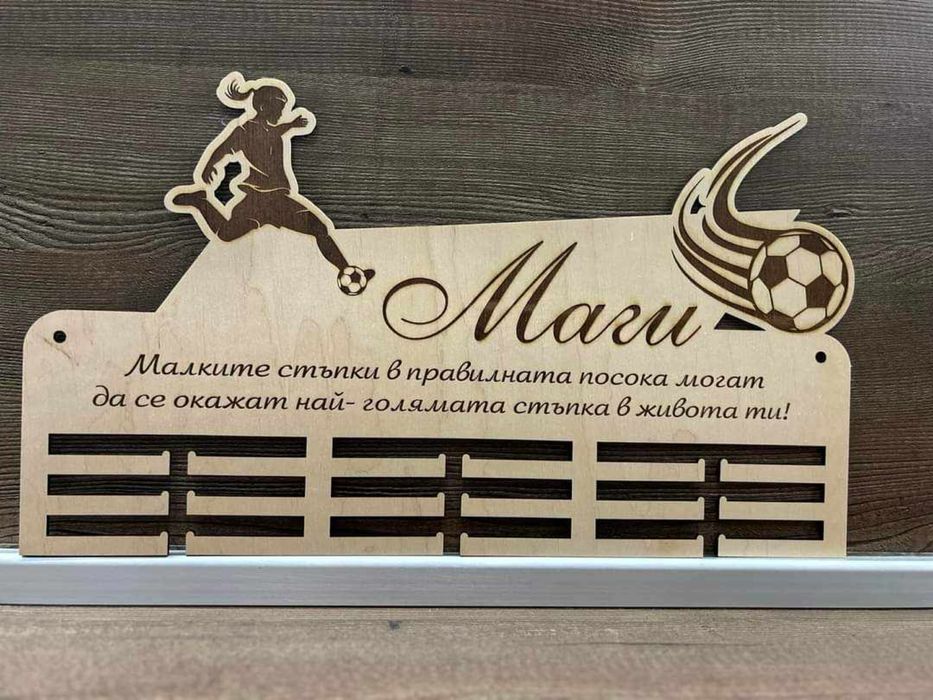 Маги
Малките стъпки в правилната посока могат
да се окажат най- голямата стъпка в живота ти!